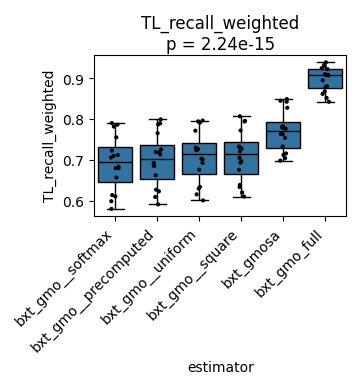 TL_recall_weighted
p = 2.24e-15
TL_recall_weighted
0.9
0.8
0.7
0.6
bxt_gmo__softmax
bxt_gmo__precomputed
bxt_gmo__uniform
bxt_gmo__square
bxt_gmosa
bxt_gmo_full
estimator